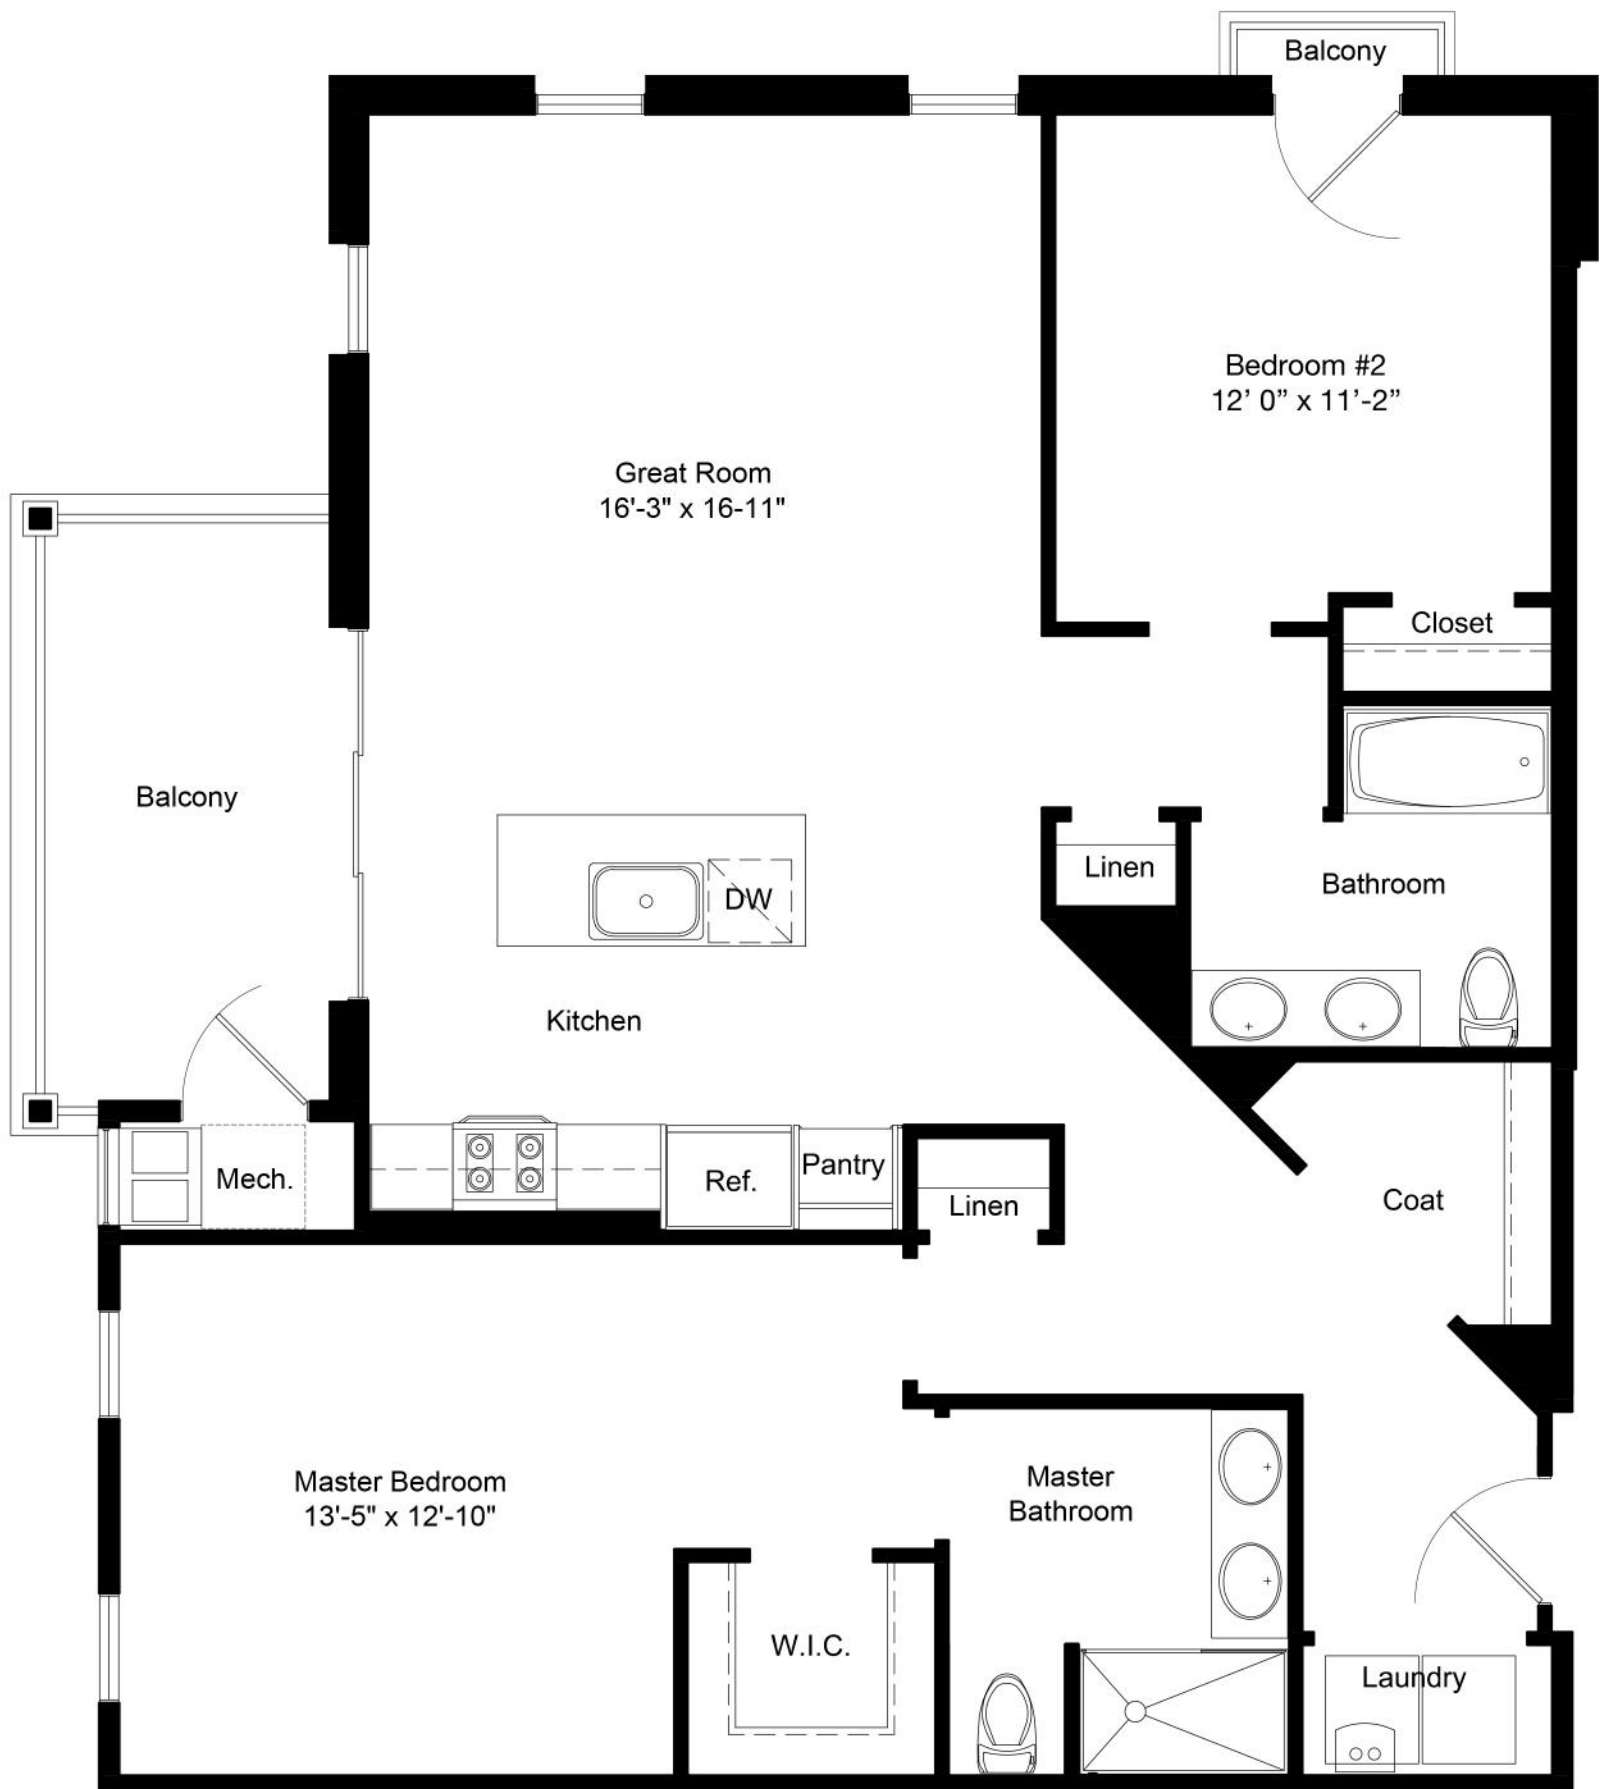 Balcony
Bedroom #2
12’ 0” x 11’-2”
Great Room
16'-3" x 16-11"
Closet
Balcony
Linen
DW
Bathroom
Kitchen
Mech.
Ref.
Pantry
Linen
Coat
Master Bedroom
13'-5" x 12'-10"
Master
Bathroom
W.I.C.
Laundry